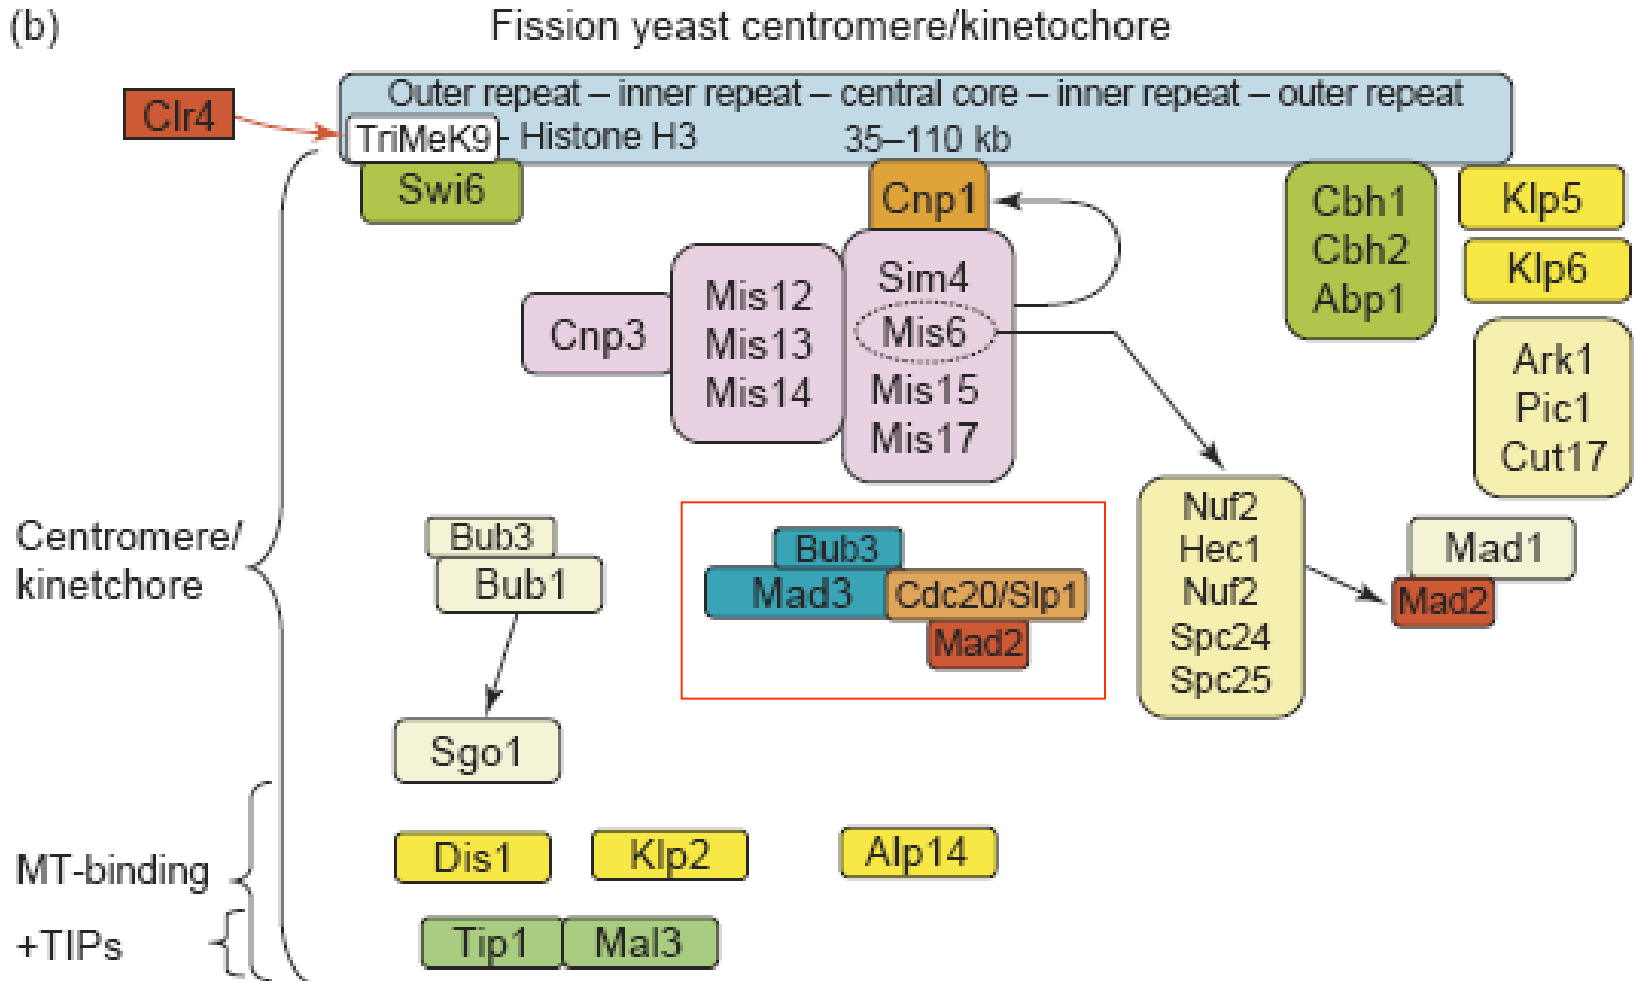 (b)
Fission yeast centromere/kinetochore
Clr4
Outer repeat – inner repeat – central core – inner repeat – outer repeat
TriMeK9 - Histone H3
35–110 kb
Swi6
Cnp1
Cbh1
Cbh2
Abp1
Klp5
Klp6
Cnp3
Mis12
Mis13
Mis14
Sim4
Mis6
Mis15
Mis17
Ark1
Pic1
Cut17
Centromere/
kinetchore
Bub3
Bub1
Bub3
Mad3
Cdc20/Slp1
Mad2
Nuf2
Hec1
Nuf2
Spc24
Spc25
Mad1
Mad2
Sgo1
MT-binding
Dis1
Klp2
Alp14
+TIPs
Tip1
Mal3